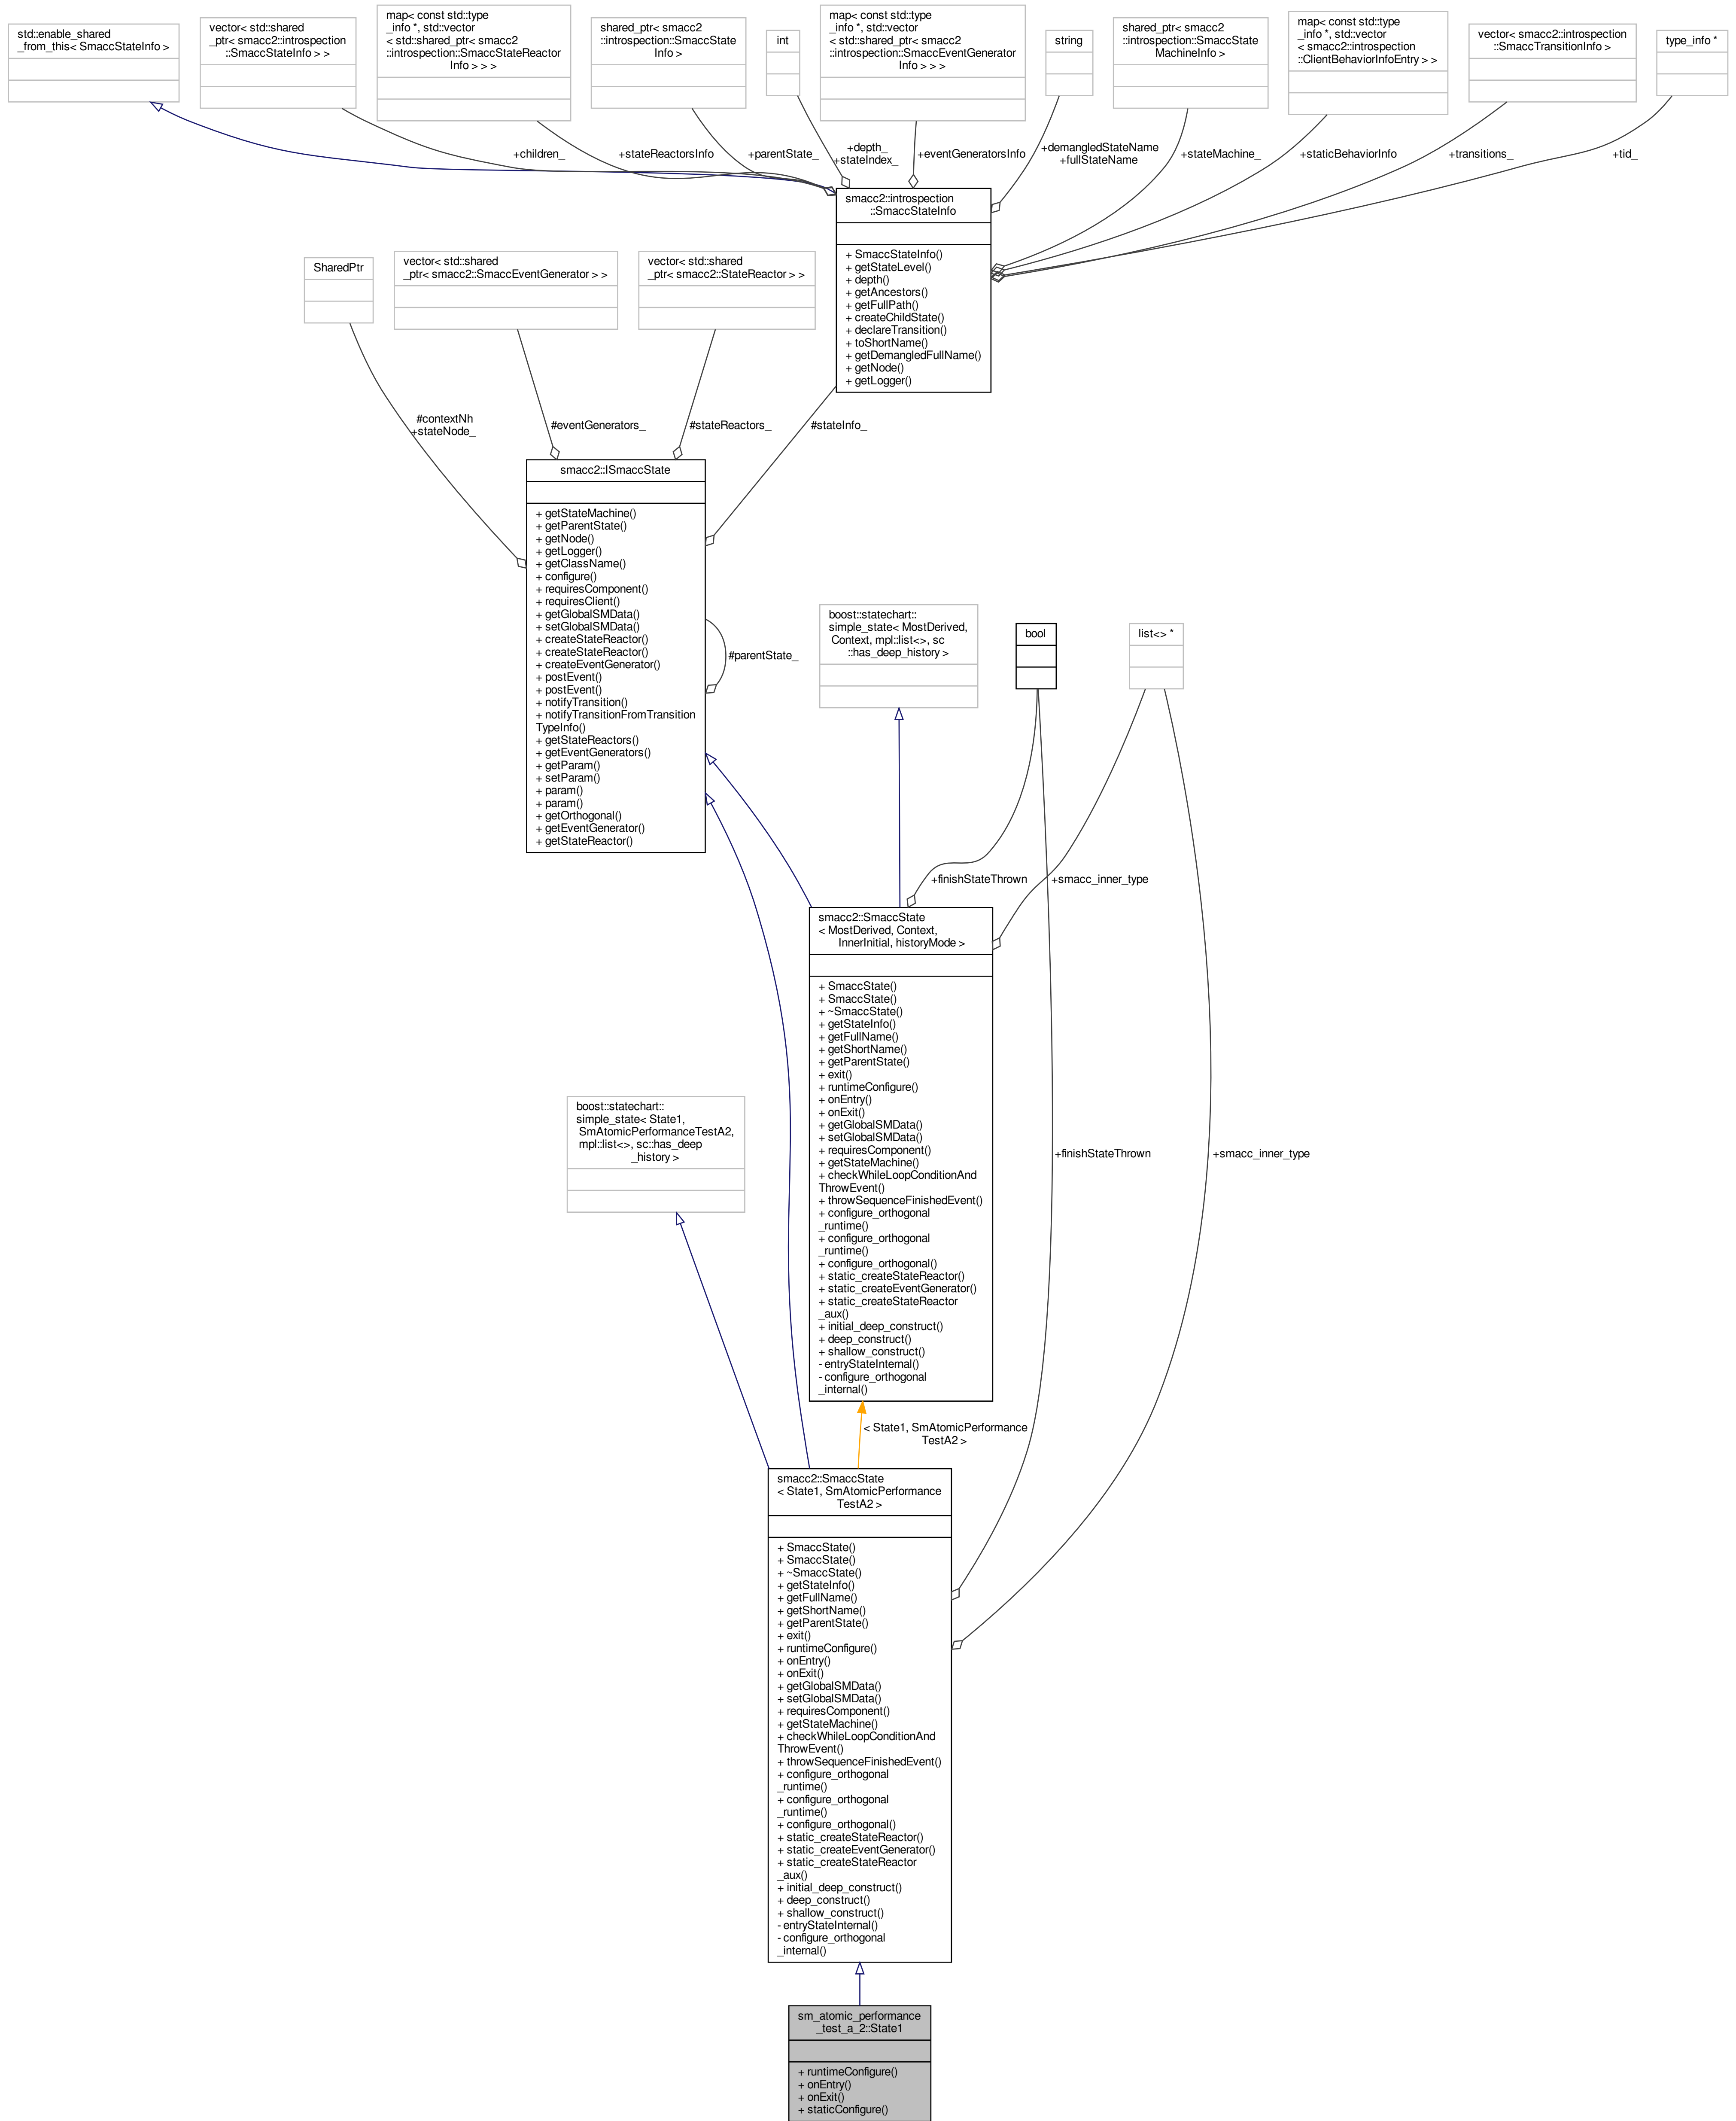 std::enable_shared
_from_this< SmaccStateInfo >
vector< std::shared
_ptr< smacc2::introspection
::SmaccStateInfo > >
map< const std::type
_info *, std::vector
< std::shared_ptr< smacc2
::introspection::SmaccStateReactor
Info > > >
shared_ptr< smacc2
::introspection::SmaccState
Info >
int
map< const std::type
_info *, std::vector
< std::shared_ptr< smacc2
::introspection::SmaccEventGenerator
Info > > >
string
shared_ptr< smacc2
::introspection::SmaccState
MachineInfo >
map< const std::type
_info *, std::vector
< smacc2::introspection
::ClientBehaviorInfoEntry > >
vector< smacc2::introspection
::SmaccTransitionInfo >
type_info *
+children_
+stateReactorsInfo
+parentState_
+depth_
+stateIndex_
+eventGeneratorsInfo
+demangledStateName
+fullStateName
+stateMachine_
+staticBehaviorInfo
+transitions_
+tid_
smacc2::introspection
::SmaccStateInfo
+ SmaccStateInfo()
+ getStateLevel()
+ depth()
+ getAncestors()
+ getFullPath()
+ createChildState()
+ declareTransition()
+ toShortName()
+ getDemangledFullName()
+ getNode()
+ getLogger()
SharedPtr
vector< std::shared
_ptr< smacc2::SmaccEventGenerator > >
vector< std::shared
_ptr< smacc2::StateReactor > >
#contextNh
+stateNode_
#eventGenerators_
#stateReactors_
#stateInfo_
smacc2::ISmaccState
+ getStateMachine()
+ getParentState()
+ getNode()
+ getLogger()
+ getClassName()
+ configure()
+ requiresComponent()
+ requiresClient()
+ getGlobalSMData()
+ setGlobalSMData()
+ createStateReactor()
+ createStateReactor()
+ createEventGenerator()
+ postEvent()
+ postEvent()
+ notifyTransition()
+ notifyTransitionFromTransition
TypeInfo()
+ getStateReactors()
+ getEventGenerators()
+ getParam()
+ setParam()
+ param()
+ param()
+ getOrthogonal()
+ getEventGenerator()
+ getStateReactor()
#parentState_
boost::statechart::
simple_state< MostDerived,
Context, mpl::list<>, sc
::has_deep_history >
bool
list<> *
+finishStateThrown
+smacc_inner_type
smacc2::SmaccState
< MostDerived, Context,
InnerInitial, historyMode >
+ SmaccState()
+ SmaccState()
+ ~SmaccState()
+ getStateInfo()
+ getFullName()
+ getShortName()
+ getParentState()
+ exit()
+ runtimeConfigure()
+ onEntry()
+ onExit()
+ getGlobalSMData()
+ setGlobalSMData()
+ requiresComponent()
+ getStateMachine()
+ checkWhileLoopConditionAnd
ThrowEvent()
+ throwSequenceFinishedEvent()
+ configure_orthogonal
_runtime()
+ configure_orthogonal
_runtime()
+ configure_orthogonal()
+ static_createStateReactor()
+ static_createEventGenerator()
+ static_createStateReactor
_aux()
+ initial_deep_construct()
+ deep_construct()
+ shallow_construct()
- entryStateInternal()
- configure_orthogonal
_internal()
boost::statechart::
simple_state< State1,
SmAtomicPerformanceTestA2,
mpl::list<>, sc::has_deep
_history >
+finishStateThrown
+smacc_inner_type
< State1, SmAtomicPerformance
TestA2 >
smacc2::SmaccState
< State1, SmAtomicPerformance
TestA2 >
+ SmaccState()
+ SmaccState()
+ ~SmaccState()
+ getStateInfo()
+ getFullName()
+ getShortName()
+ getParentState()
+ exit()
+ runtimeConfigure()
+ onEntry()
+ onExit()
+ getGlobalSMData()
+ setGlobalSMData()
+ requiresComponent()
+ getStateMachine()
+ checkWhileLoopConditionAnd
ThrowEvent()
+ throwSequenceFinishedEvent()
+ configure_orthogonal
_runtime()
+ configure_orthogonal
_runtime()
+ configure_orthogonal()
+ static_createStateReactor()
+ static_createEventGenerator()
+ static_createStateReactor
_aux()
+ initial_deep_construct()
+ deep_construct()
+ shallow_construct()
- entryStateInternal()
- configure_orthogonal
_internal()
sm_atomic_performance
_test_a_2::State1
+ runtimeConfigure()
+ onEntry()
+ onExit()
+ staticConfigure()